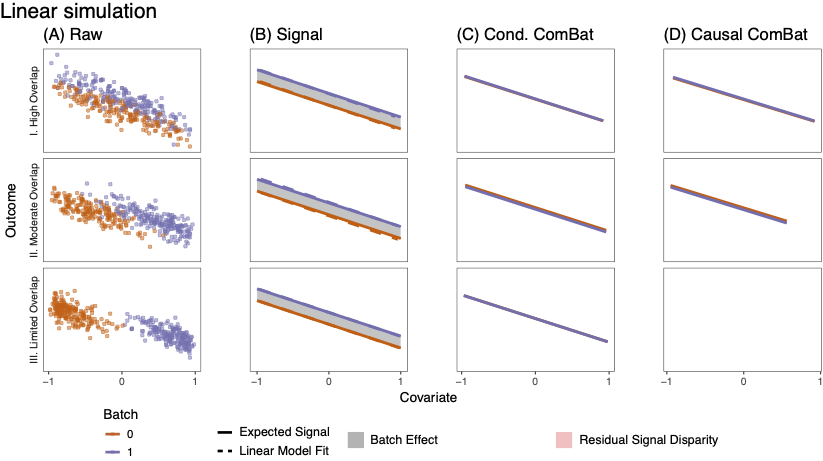 Linear simulation
(A) Raw
(B) Signal
(C) Cond. ComBat
(D) Causal ComBat
Outcome
I. High Overlap
II. Moderate Overlap
III. Limited Overlap
−1 0 1
−1 0 1
−1 0 1
−1 0 1
Covariate
Batch
0
1
Expected Signal
Linear Model Fit
Batch Effect
Residual Signal Disparity